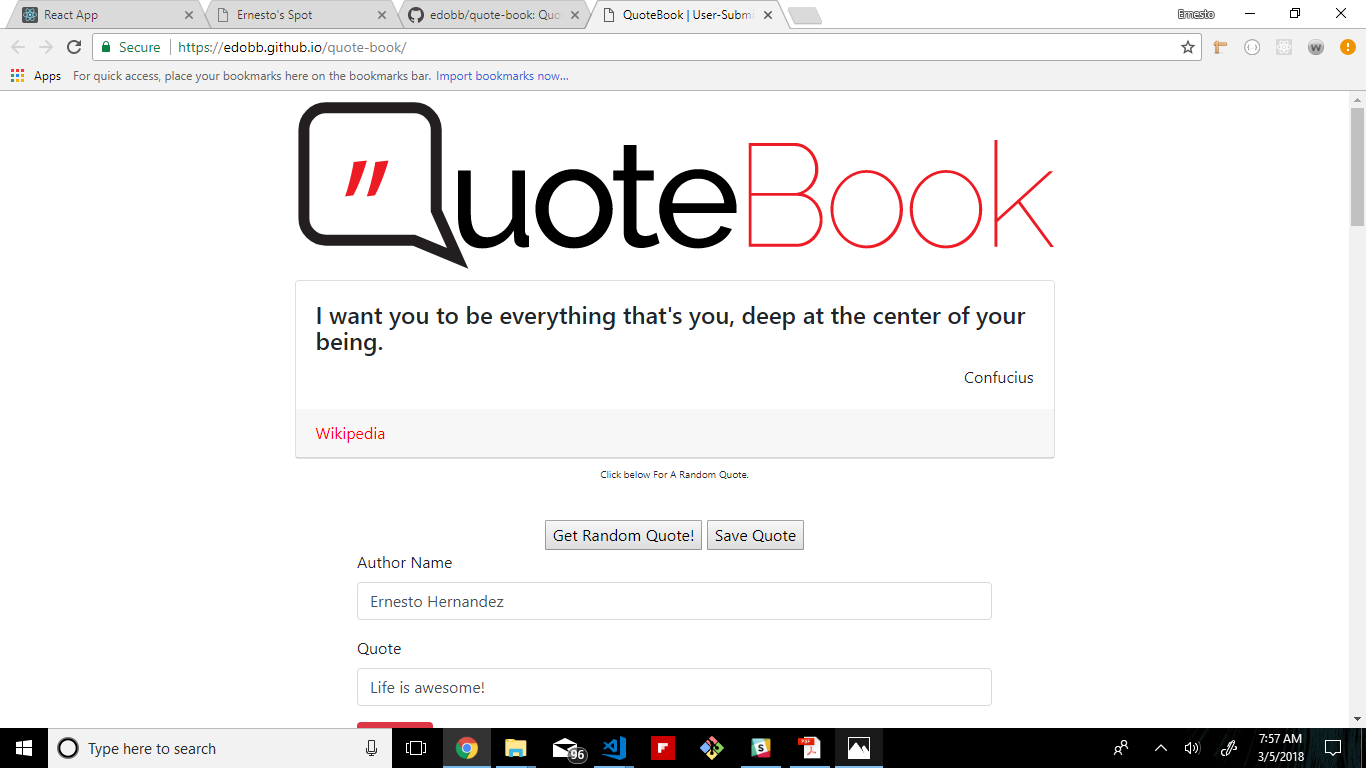 React App
Ernesto's Spot
edobb/quote-book: Quo
QuoteBook | User-Submi
Ernesto
Secure
https://edobb.github.io/quote-book/
Apps
For quick access, place your bookmarks here on the bookmarks bar. Import bookmarks now...
"
QuoteBook
I want you to be everything that's you, deep at the center of your
being.
Confucius
Wikipedia
Click below For A Random Quote.
Get Random Quote! Save Quote
Author Name
Ernesto Hernandez
Quote
Life is awesome!
Type here to search
96
7:57 AM
3/5/2018